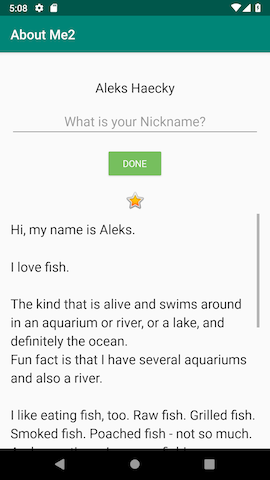 5:08
About Me2
Aleks Haecky
What is your Nickname?
DONE
Hi, my name is Aleks.
I love fish.
The kind that is alive and swims around
in an aquarium or river, or a lake, and
definitely the ocean.
Fun fact is that I have several aquariums
and also a river.
I like eating fish, too. Raw fish. Grilled fish.
Smoked fish. Poached fish - not so much.